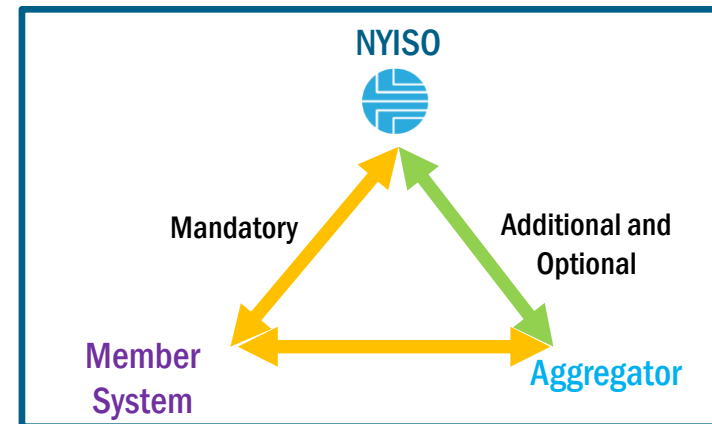 NYISO
Mandatory
Additional and
Optional
Member
System
Aggregator